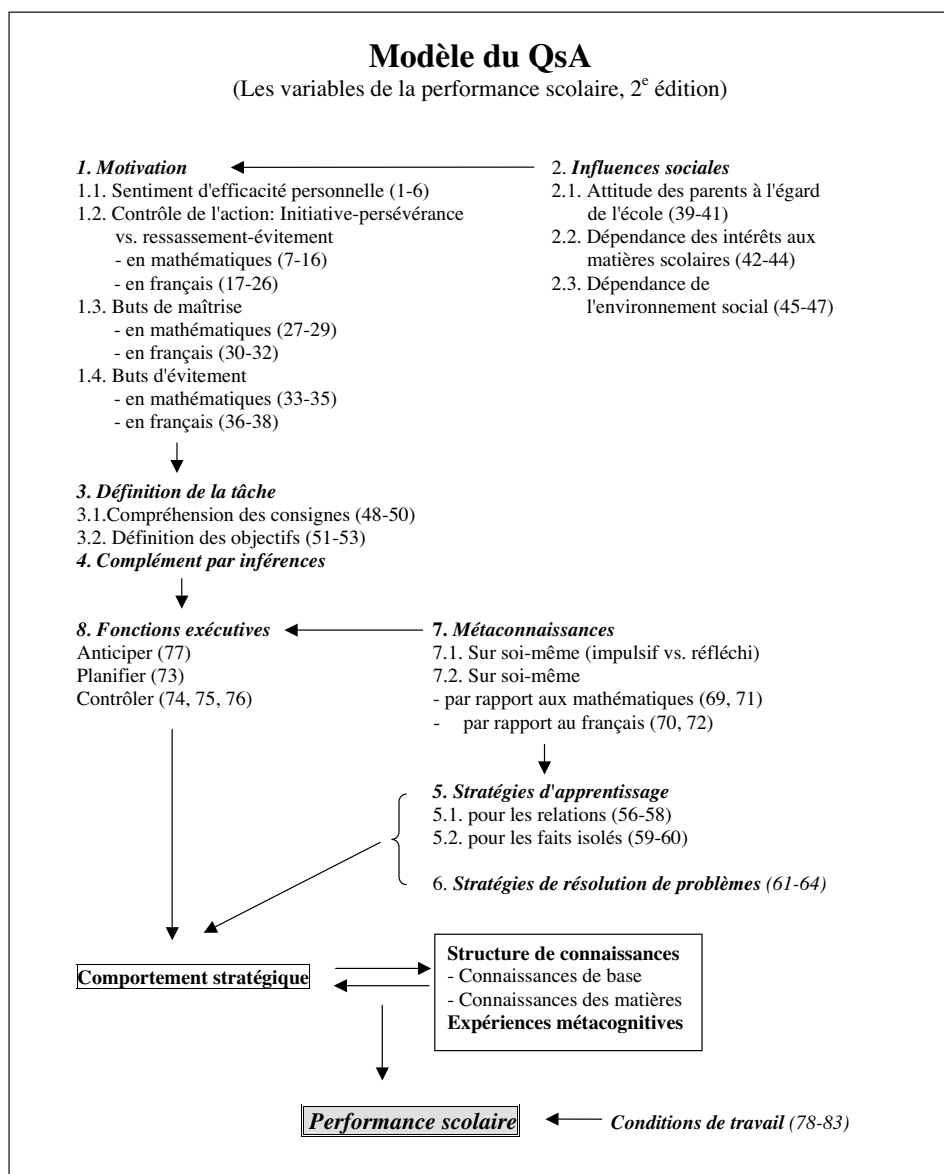 Modèle du QsA
(Les variables de la performance scolaire, 2e édition)
1. Motivation
1.1. Sentiment d'efficacité personnelle (1-6)
1.2. Contrôle de l'action: Initiative-persévérance
vs. ressassement-évitement
- en mathématiques (7-16)
- en français (17-26)
1.3. Buts de maîtrise
- en mathématiques (27-29)
- en français (30-32)
1.4. Buts d'évitement
- en mathématiques (33-35)
- en français (36-38)
2. Influences sociales
2.1. Attitude des parents à l'égard
de l'école (39-41)
2.2. Dépendance des intérêts aux
matières scolaires (42-44)
2.3. Dépendance de
l'environnement social (45-47)
3. Définition de la tâche
3.1.Compréhension des consignes (48-50)
3.2. Définition des objectifs (51-53)
4. Complément par inférences
8. Fonctions exécutives
Anticiper (77)
Planifier (73)
Contrôler (74, 75, 76)
7. Métaconnaissances
7.1. Sur soi-même (impulsif vs. réfléchi)
7.2. Sur soi-même
- par rapport aux mathématiques (69, 71)
- par rapport au français (70, 72)
5. Stratégies d'apprentissage
5.1. pour les relations (56-58)
5.2. pour les faits isolés (59-60)
6. Stratégies de résolution de problèmes (61-64)
Comportement stratégique
Structure de connaissances
- Connaissances de base
- Connaissances des matières
Expériences métacognitives
Performance scolaire
Conditions de travail (78-83)